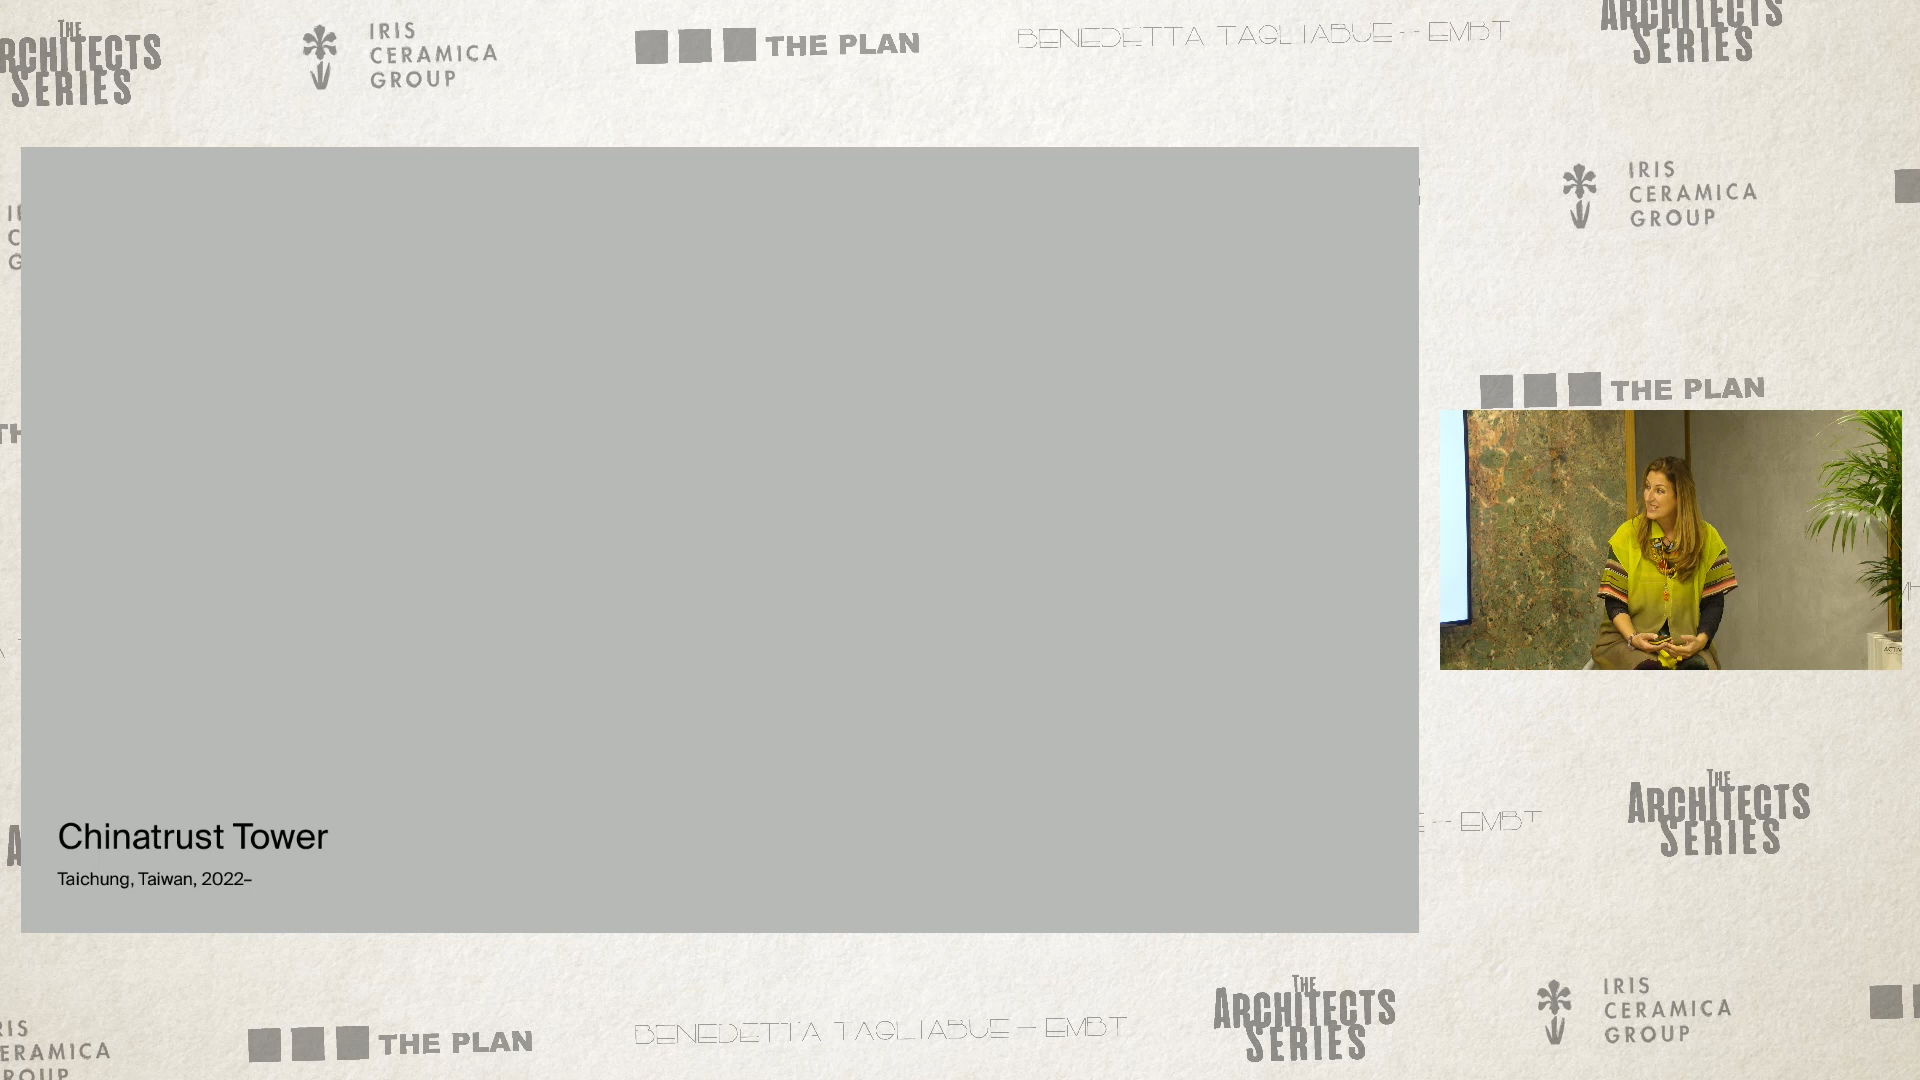 THE
ARCHITECTS
SERIES
IRIS
CERAMICA
GROUP
THE PLAN
BENEDETTA TAGLIABUE -- EMBT
THE
ARCHITECTS
SERIES
IRIS
CERAMICA
GROUP
THE PLAN
Chinatrust Tower
Taichung, Taiwan, 2022–
-- EMBT
THE
ARCHITECTS
SERIES
THE PLAN
BENEDETTA TAGLIABUE -- EMBT
THE
ARCHITECTS
SERIES
IRIS
CERAMICA
GROUP